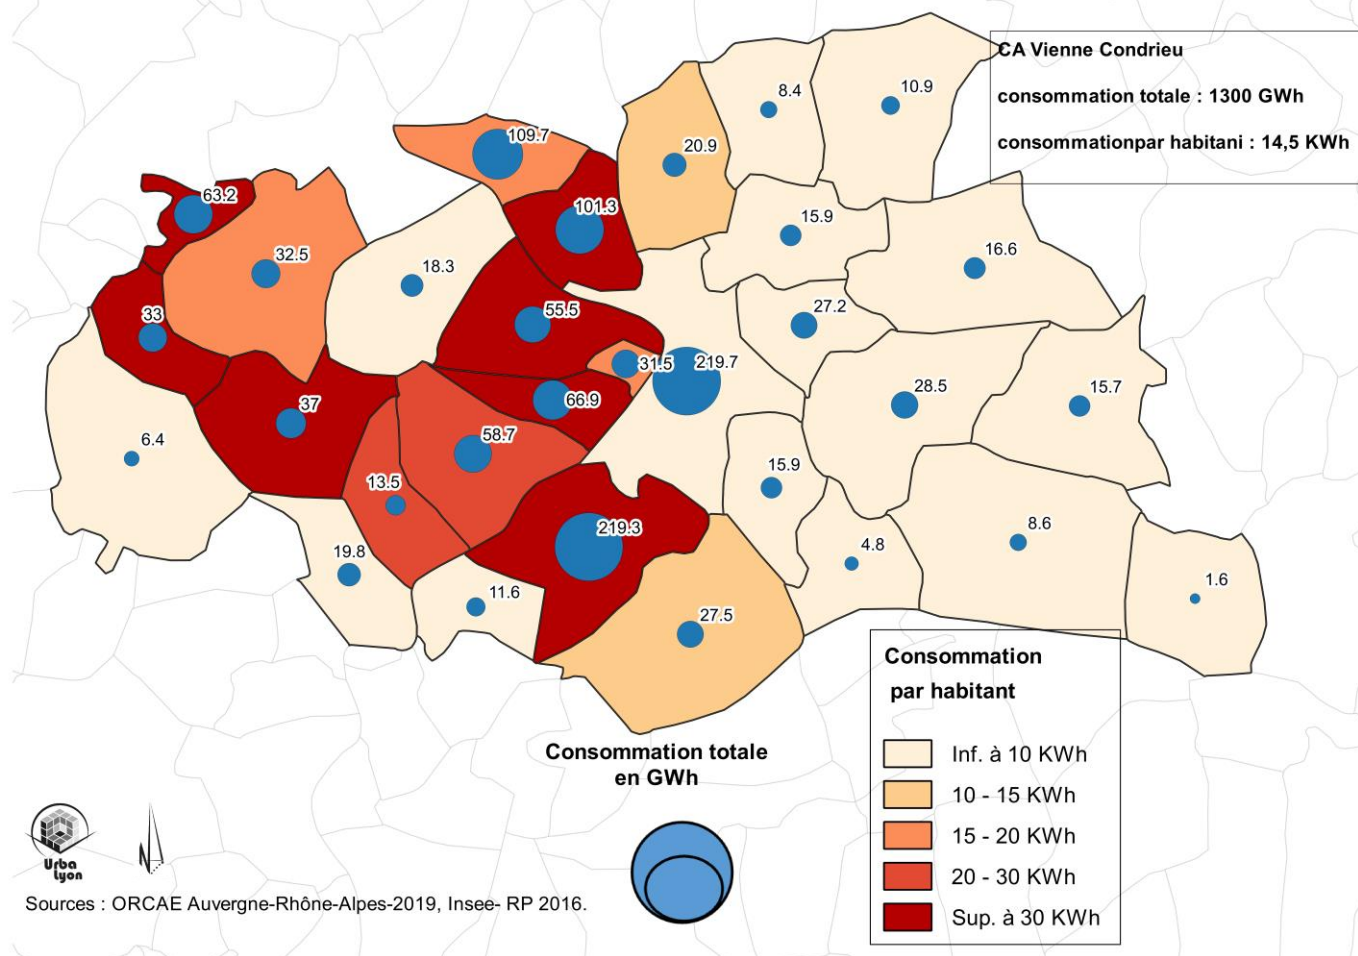 CA Vienne Condrieu
consommation totale : 1300 GWh
consommationpar habitani : 14,5 KWh
8.4
10.9
109.7
20.9
63.2
101.3
15.9
32.5
18.3
16.6
33
55.5
27.2
31.5
219.7
66.9
28.5
15.7
37
6.4
58.7
15.9
13.5
219.3
8.6
4.8
19.8
11.6
1.6
27.5
Consommation
par habitant
Inf. à 10 KWh
10 - 15 KWh
15 - 20 KWh
20 - 30 KWh
Sup. à 30 KWh
Consommation totale
en GWh
Urba
Lyon
N
Sources : ORCAE Auvergne-Rhône-Alpes-2019, Insee- RP 2016.